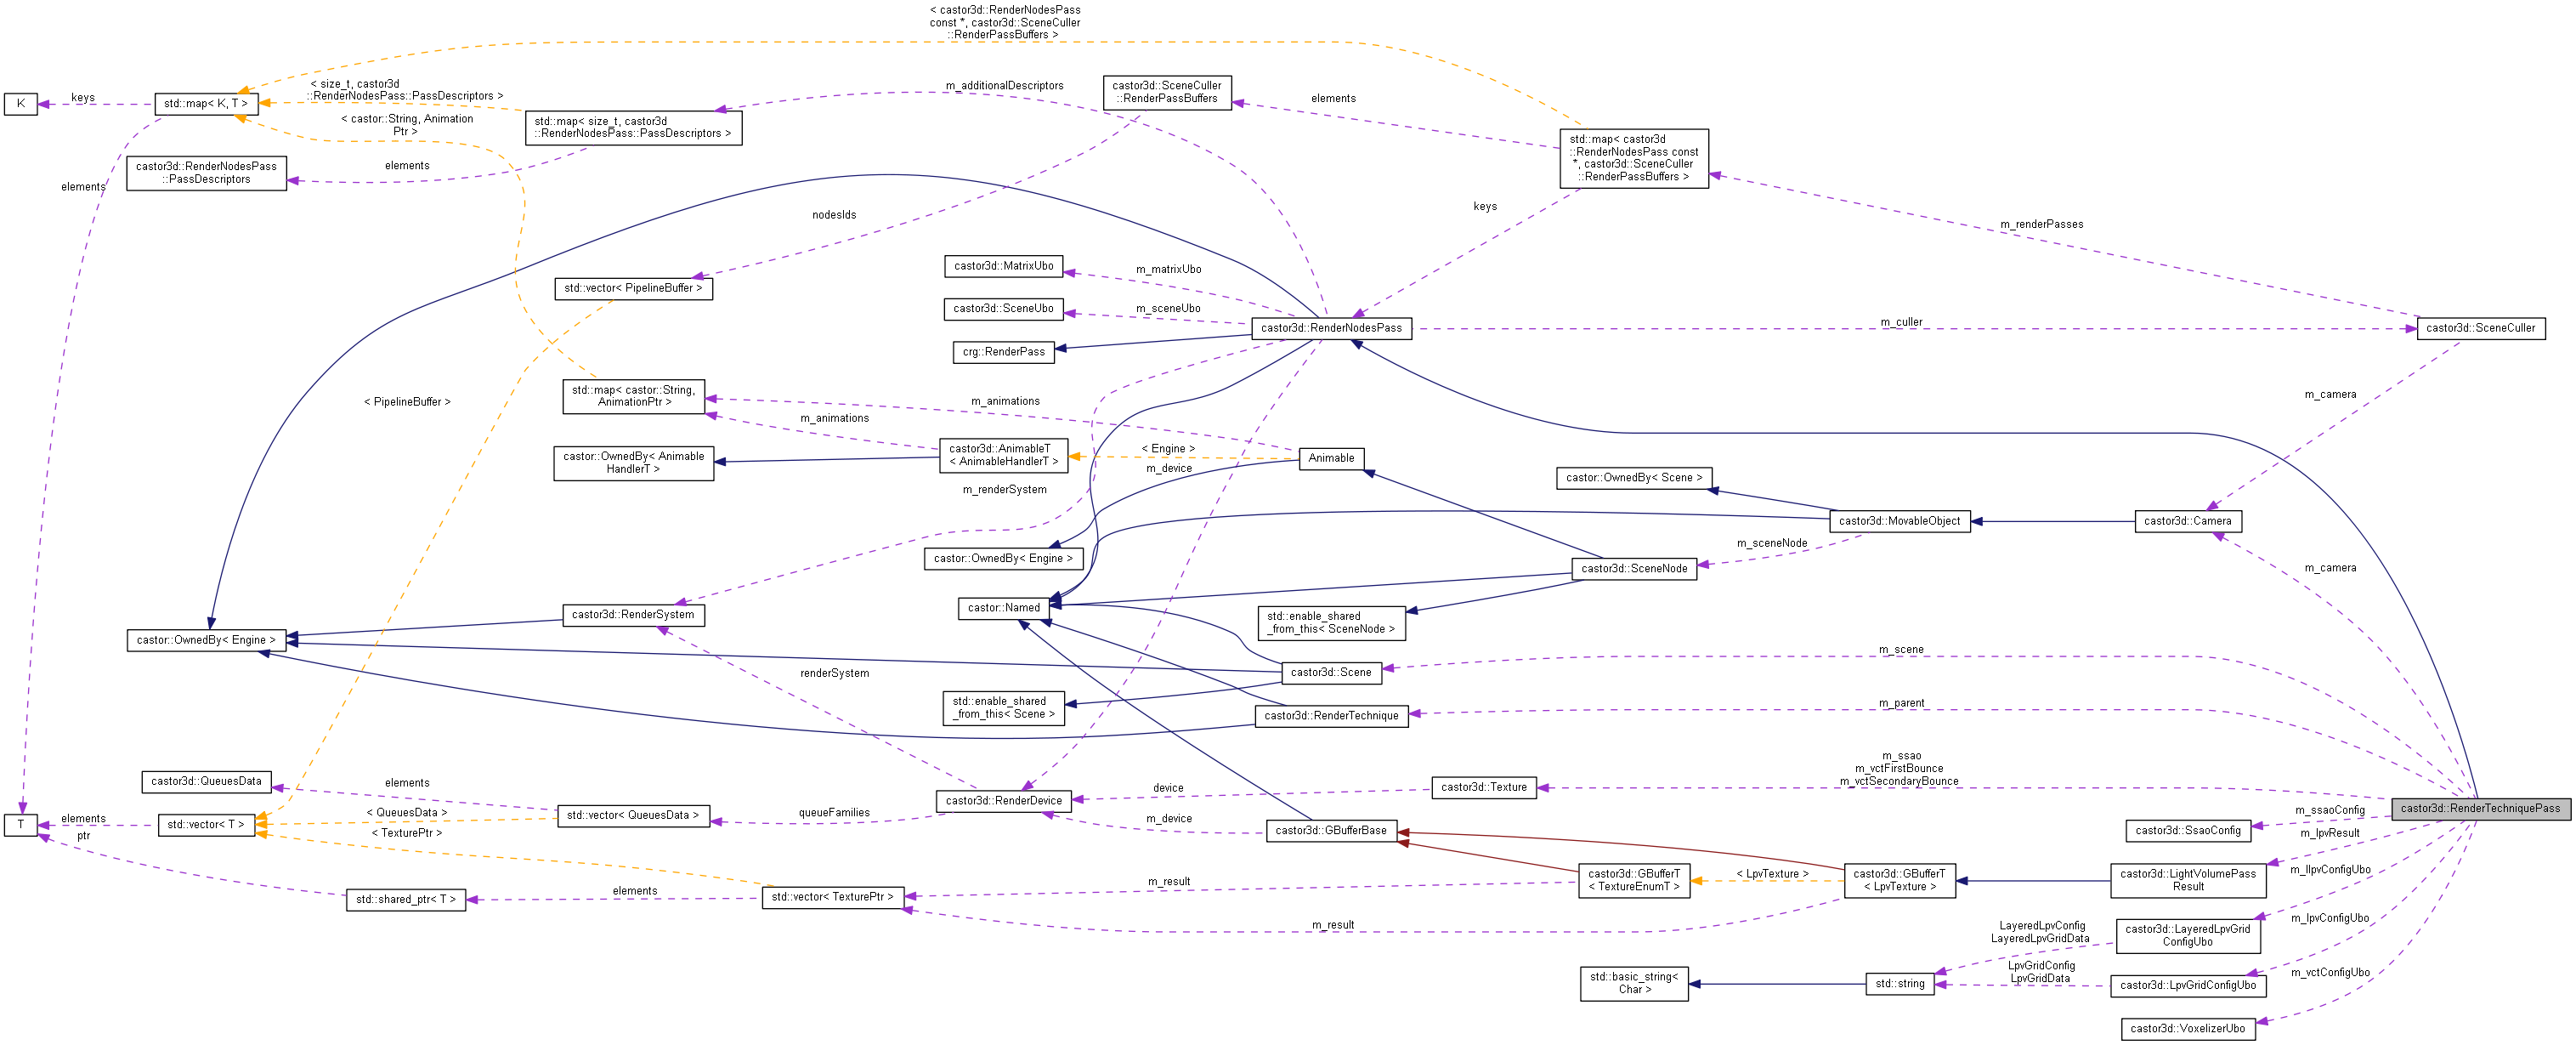 < castor3d::RenderNodesPass
const *, castor3d::SceneCuller
::RenderPassBuffers >
K
keys
std::map< K, T >
< size_t, castor3d
::RenderNodesPass::PassDescriptors >
< castor::String, Animation
Ptr >
std::map< size_t, castor3d
::RenderNodesPass::PassDescriptors >
m_additionalDescriptors
castor3d::SceneCuller
::RenderPassBuffers
elements
std::map< castor3d
::RenderNodesPass const
*, castor3d::SceneCuller
::RenderPassBuffers >
castor3d::RenderNodesPass
::PassDescriptors
elements
elements
nodesIds
keys
m_renderPasses
std::vector< PipelineBuffer >
castor3d::MatrixUbo
m_matrixUbo
castor3d::SceneUbo
m_sceneUbo
castor3d::RenderNodesPass
m_culler
castor3d::SceneCuller
crg::RenderPass
< PipelineBuffer >
std::map< castor::String,
AnimationPtr >
m_animations
m_animations
m_camera
castor::OwnedBy< Animable
HandlerT >
castor3d::AnimableT
< AnimableHandlerT >
< Engine >
m_device
Animable
m_renderSystem
castor::OwnedBy< Scene >
castor3d::MovableObject
castor3d::Camera
castor::OwnedBy< Engine >
m_sceneNode
castor3d::SceneNode
m_camera
castor::Named
std::enable_shared
_from_this< SceneNode >
castor3d::RenderSystem
castor::OwnedBy< Engine >
renderSystem
castor3d::Scene
m_scene
std::enable_shared
_from_this< Scene >
castor3d::RenderTechnique
m_parent
castor3d::QueuesData
elements
< QueuesData >
std::vector< QueuesData >
queueFamilies
castor3d::RenderDevice
device
castor3d::Texture
m_ssao
m_vctFirstBounce
m_vctSecondaryBounce
castor3d::RenderTechniquePass
T
elements
ptr
std::vector< T >
< TexturePtr >
m_device
castor3d::GBufferBase
m_ssaoConfig
castor3d::SsaoConfig
m_lpvResult
std::shared_ptr< T >
elements
std::vector< TexturePtr >
m_result
m_result
castor3d::GBufferT
< TextureEnumT >
< LpvTexture >
castor3d::GBufferT
< LpvTexture >
castor3d::LightVolumePass
Result
m_llpvConfigUbo
m_lpvConfigUbo
LayeredLpvConfig
LayeredLpvGridData
castor3d::LayeredLpvGrid
ConfigUbo
std::basic_string<
Char >
std::string
LpvGridConfig
LpvGridData
castor3d::LpvGridConfigUbo
m_vctConfigUbo
castor3d::VoxelizerUbo